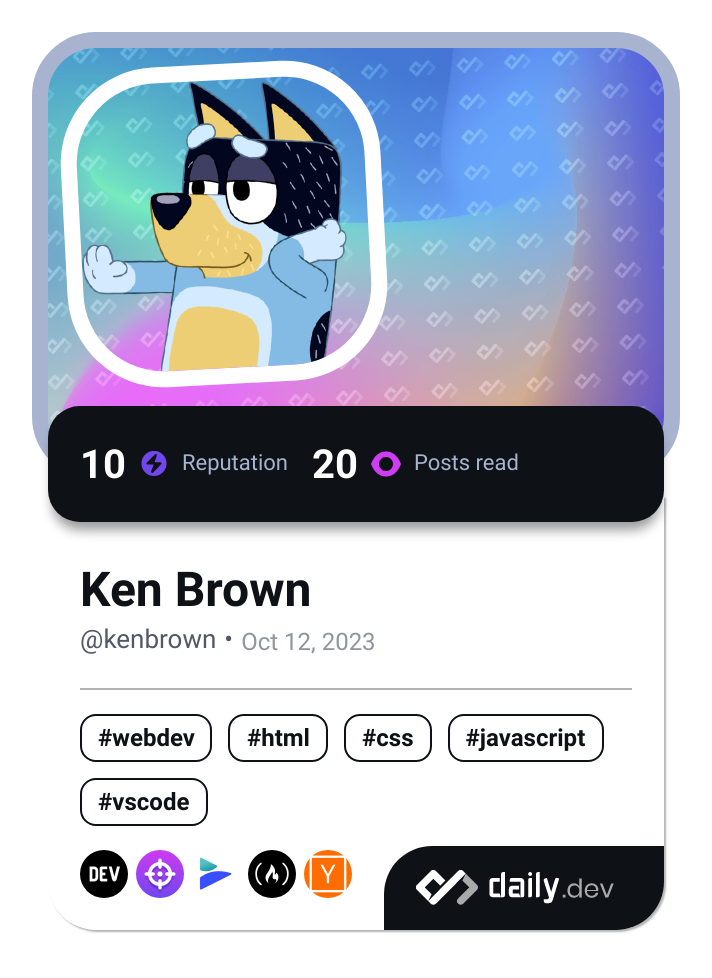 10 Reputation 20 Posts read
Ken Brown
@kenbrown • Oct 12, 2023
#webdev #html #css #javascript
#vscode
DEV Y daily.dev